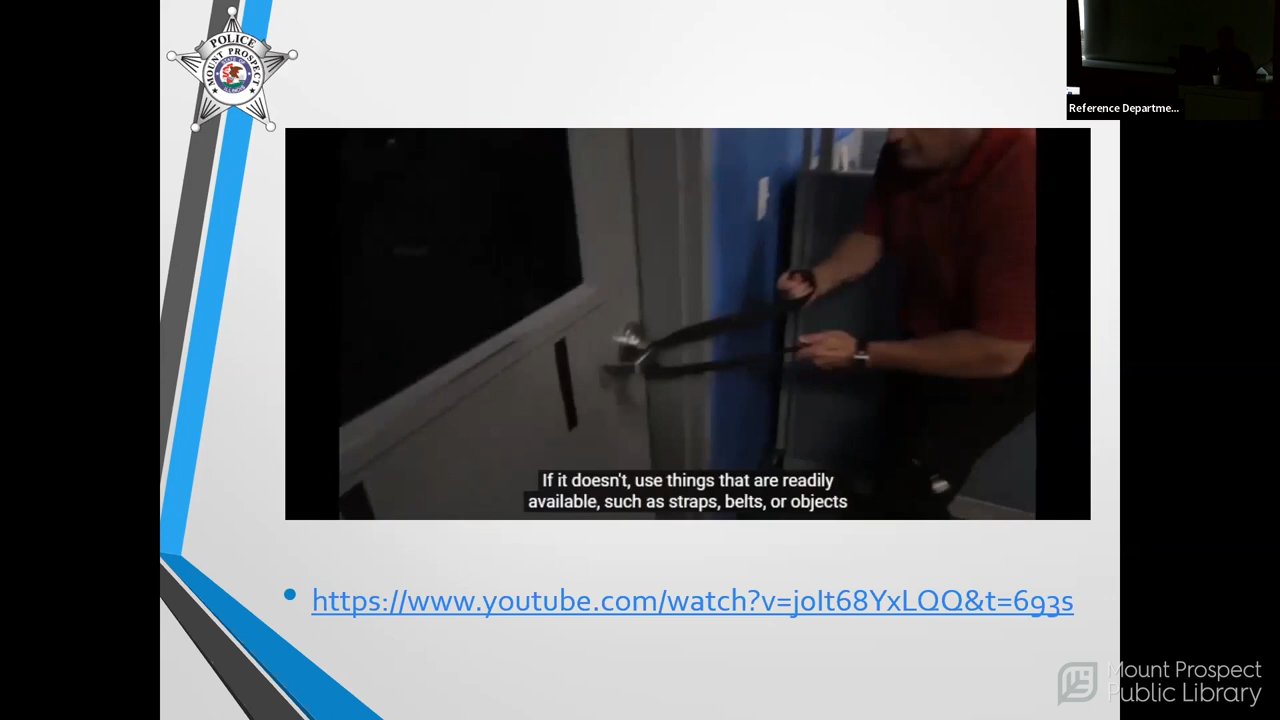 POLICE
MOUNT PROSPECT
Reference Departme...
If it doesn't, use things that are readily
available, such as straps, belts, or objects
• https://www.youtube.com/watch?v=joIt68YxLQQ&t=693s
Mount Prospect
Public Library